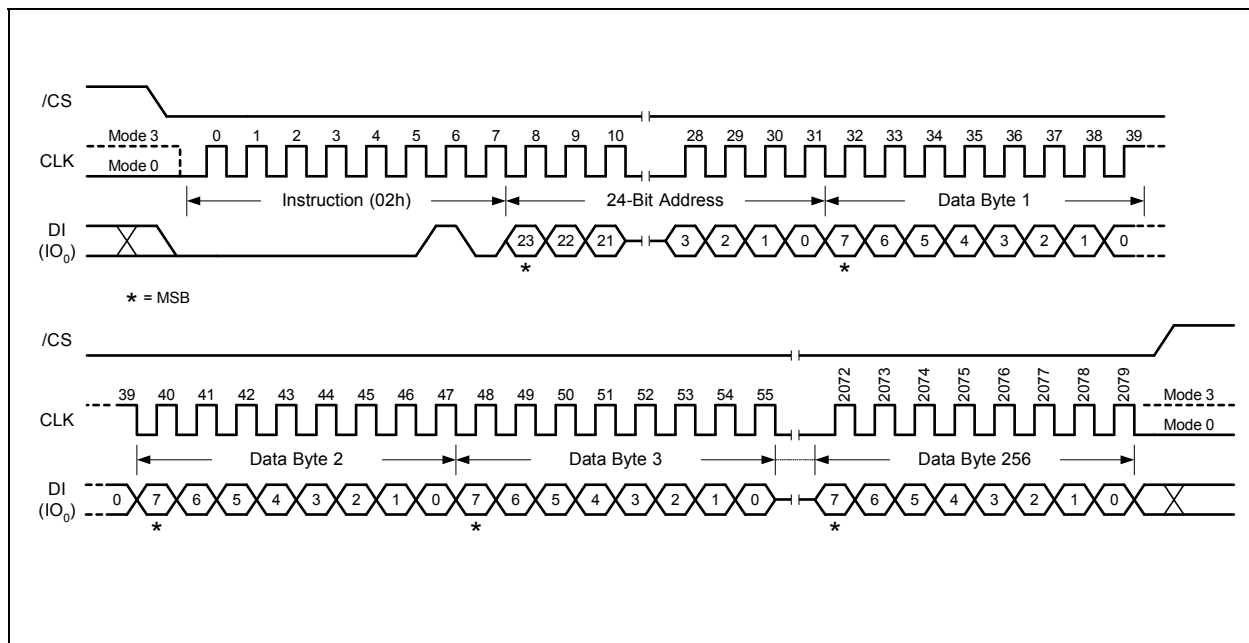 /CS
Mode 3
0 1 2 3 4 5 6 7 8 9 10 28 29 30 31 32 33 34 35 36 37 38 39
CLK
Mode 0
Instruction (02h) 24-Bit Address Data Byte 1
DI
(IO₀)
23 22 21 3 2 1 0 7 6 5 4 3 2 1 0
* *
* = MSB
/CS
39 40 41 42 43 44 45 46 47 48 49 50 51 52 53 54 55 2072 2073 2074 2075 2076 2077 2078 2079
Mode 3
CLK
Mode 0
Data Byte 2 Data Byte 3 Data Byte 256
DI
(IO₀)
0 7 6 5 4 3 2 1 0 7 6 5 4 3 2 1 0 7 6 5 4 3 2 1 0
* * *